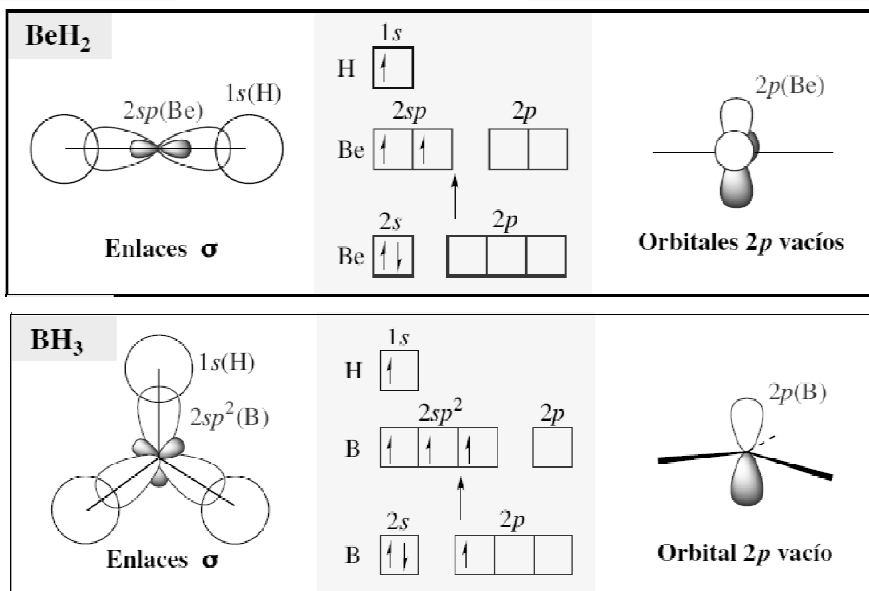 BeH₂
1s
H
2sp(Be)
1s(H)
2sp
2p
Be
2s
2p
Be
Enlaces σ
2p(Be)
Orbitales 2p vacíos
BH₃
1s(H)
2sp²(B)
Enlaces σ
1s
H
2sp²
2p
B
2s
2p
B
2p(B)
Orbital 2p vacío